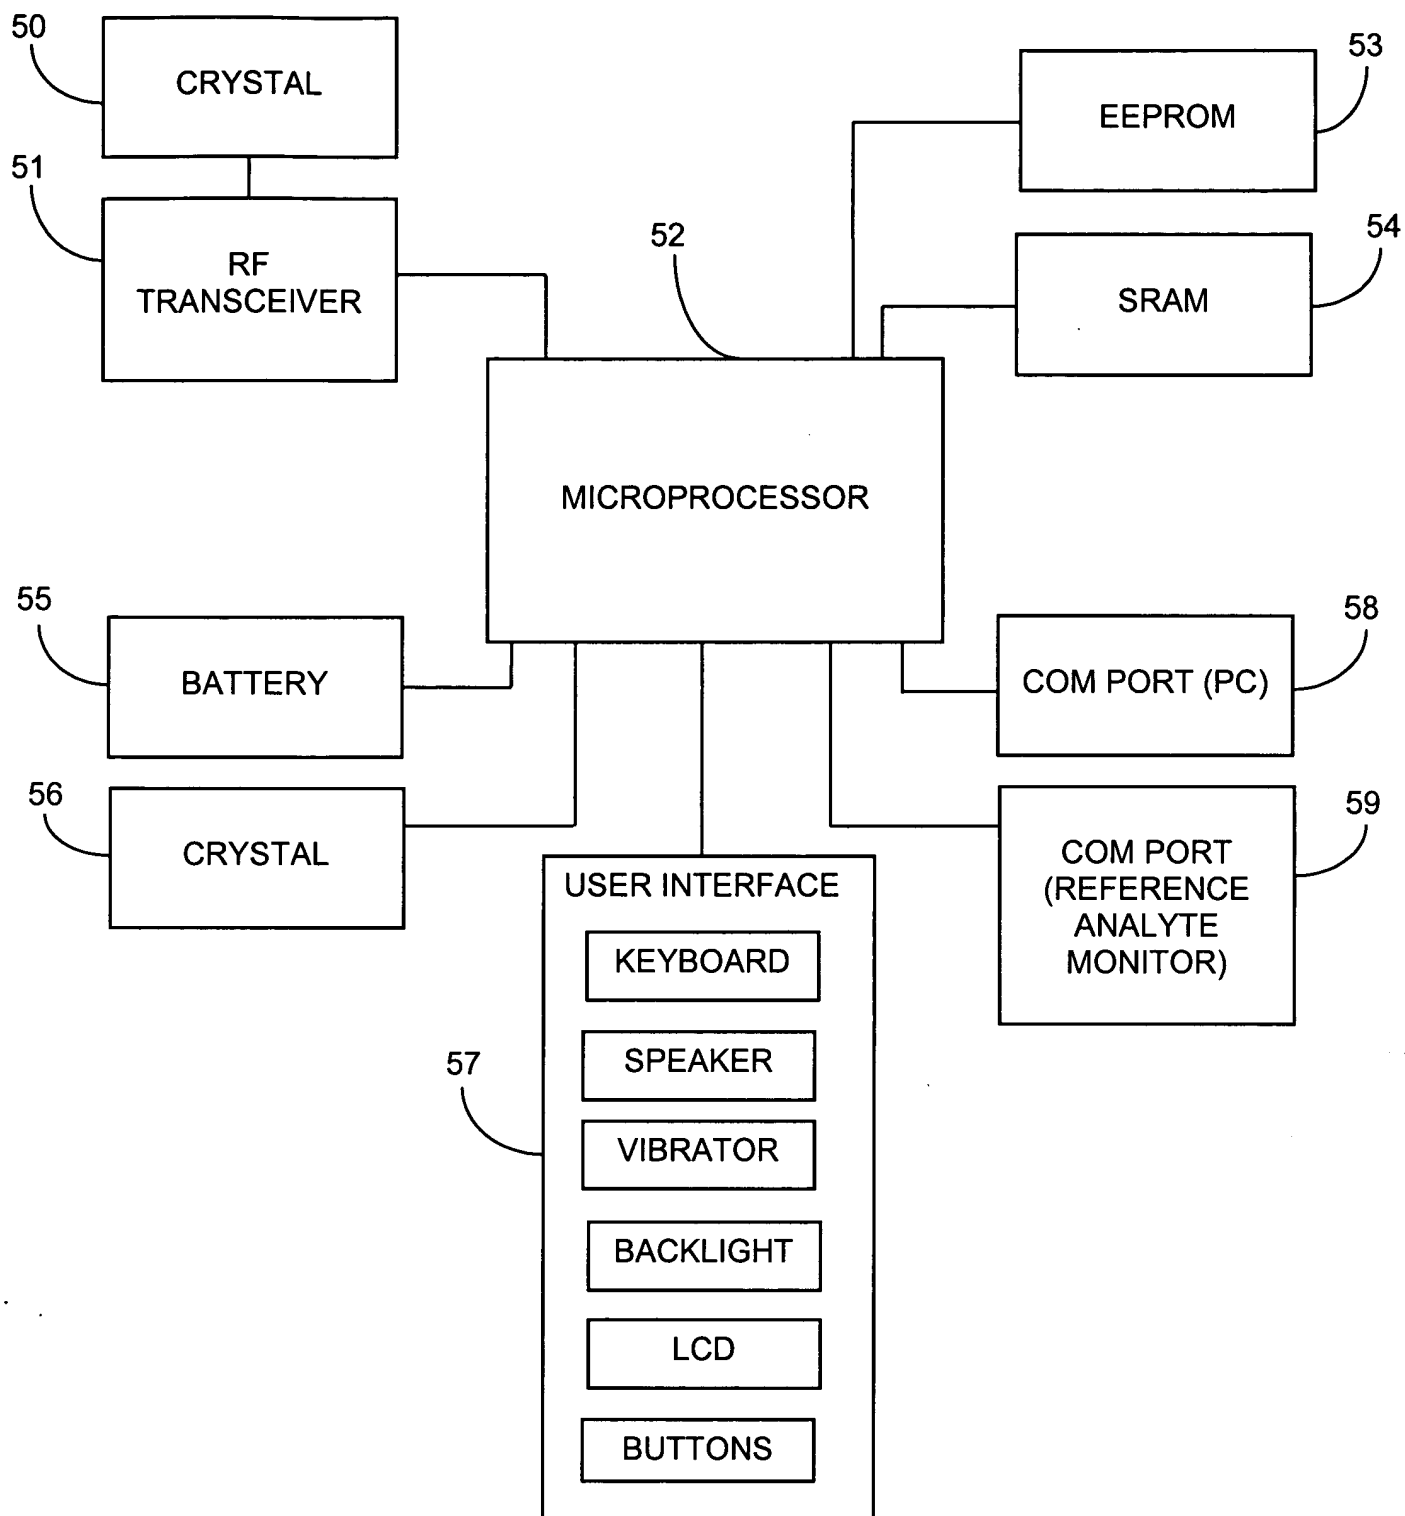 50
CRYSTAL
51
RF
TRANSCEIVER
52
53
EEPROM
54
SRAM
MICROPROCESSOR
55
BATTERY
56
CRYSTAL
58
COM PORT (PC)
59
COM PORT
(REFERENCE
ANALYTE
MONITOR)
57
USER INTERFACE
KEYBOARD
SPEAKER
VIBRATOR
BACKLIGHT
LCD
BUTTONS